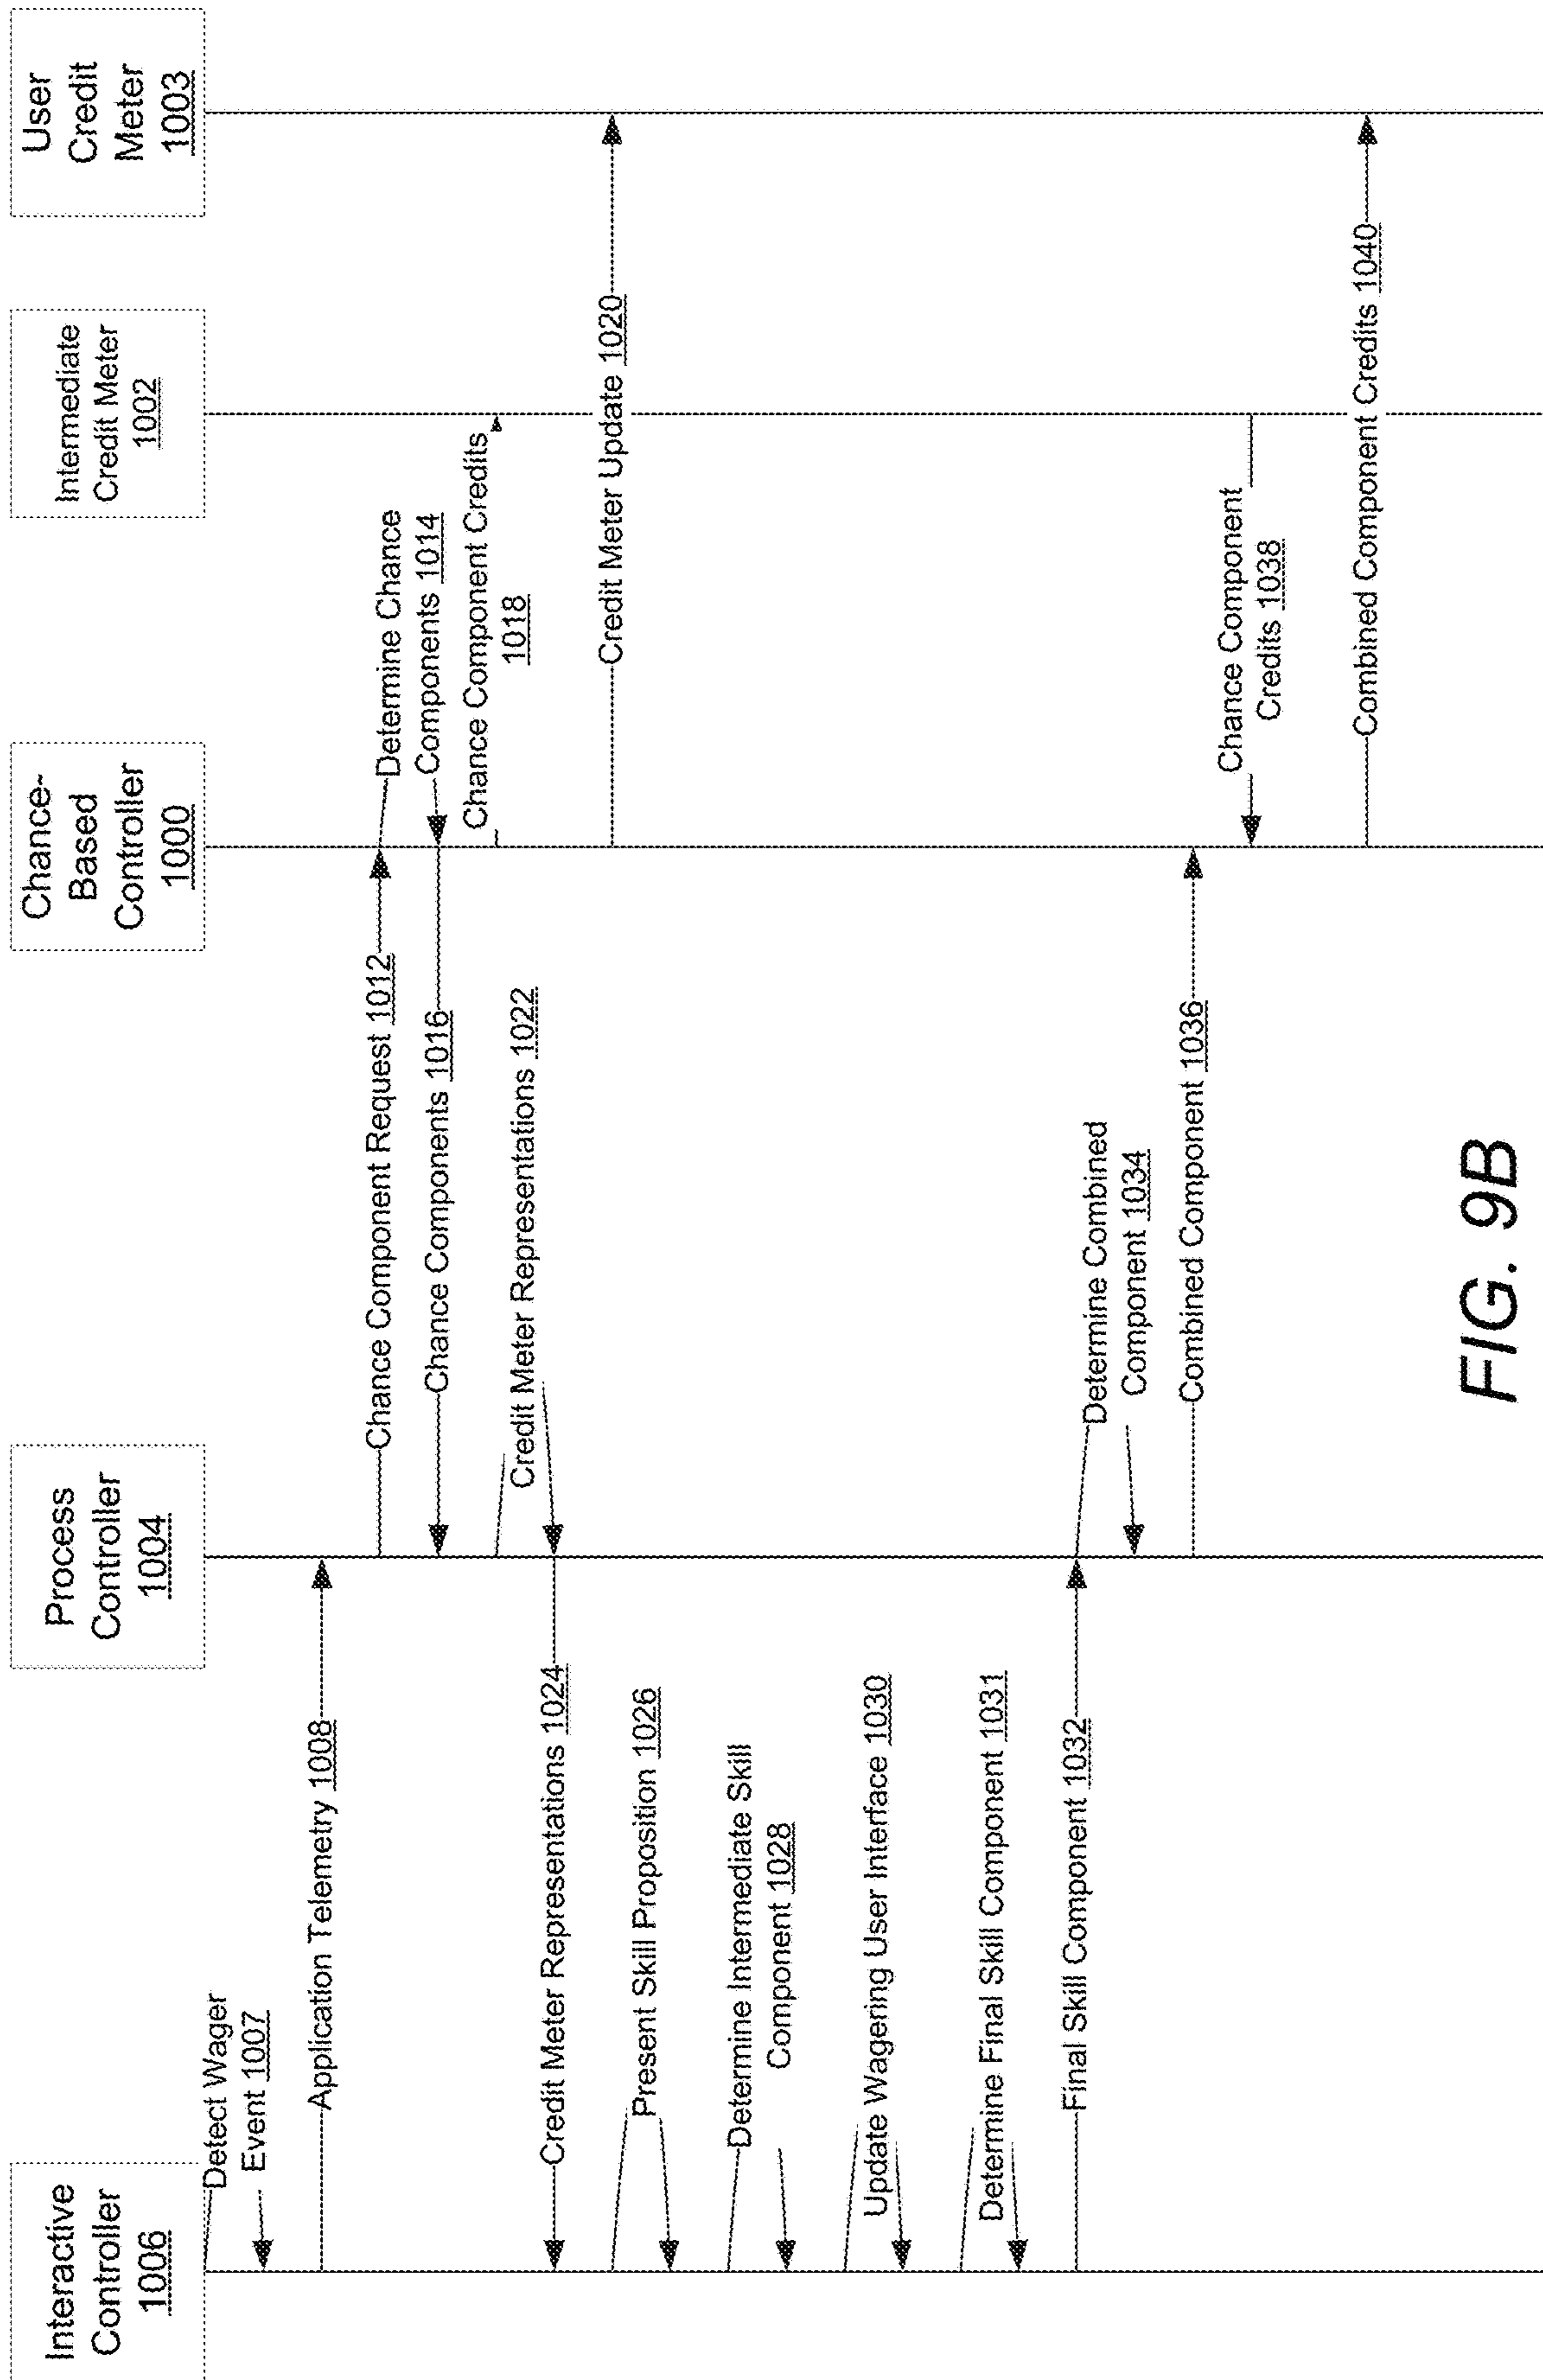 Interactive
Controller
1006
Process
Controller
1004
Chance-
Based
Controller
1000
Intermediate
Credit Meter
1002
User
Credit
Meter
1003
Detect Wager
Event 1007
Application Telemetry 1008
Chance Component Request 1012
Determine Chance
Components 1014
Chance Components 1016
Chance Component Credits
1018
Credit Meter Representations 1022
Credit Meter Representations 1024
Credit Meter Update 1020
Present Skill Proposition 1026
Determine Intermediate Skill
Component 1028
Update Wagering User Interface 1030
Determine Final Skill Component 1031
Final Skill Component 1032
Determine Combined
Component 1034
Combined Component 1036
Chance Component
Credits 1038
Combined Component Credits 1040
FIG. 9B